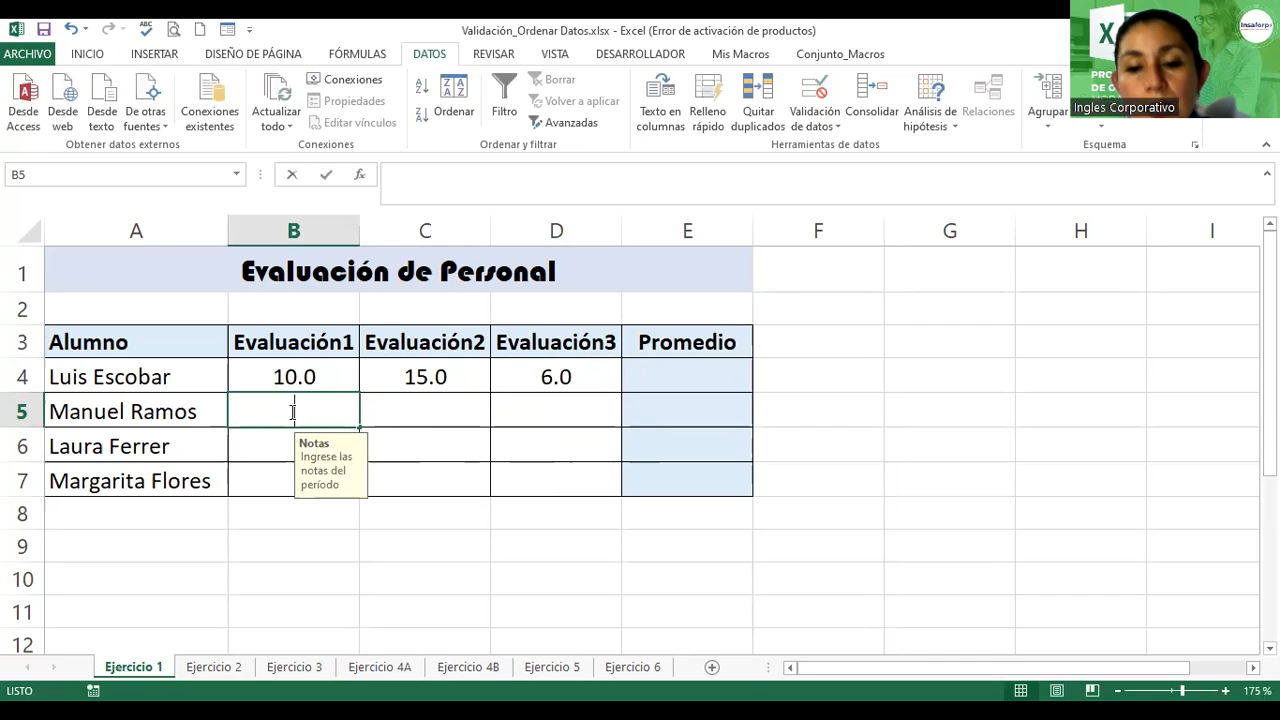 Validación_Ordenar Datos.xlsx - Excel (Error de activación de productos)
ARCHIVO INICIO INSERTAR DISEÑO DE PÁGINA FÓRMULAS DATOS REVISAR VISTA DESARROLLADOR Mis Macros Conjunto_Macros
Desde Access
Desde web
Desde texto
De otras fuentes
Conexiones existentes
Obtener datos externos
Actualizar todo
Conexiones
Propiedades
Editar vínculos
Conexiones
Ordenar
Filtro
Borrar
Volver a aplicar
Avanzadas
Ordenar y filtrar
Texto en columnas
Relleno rápido
Quitar duplicados
Validación de datos
Consolidar
Análisis de hipótesis
Relaciones
Herramientas de datos
Agrupar
Esquema
Insaforp
Ingles Corporativo
B5
fx
A B C D E F G H I
1 Evaluación de Personal
2
3 Alumno Evaluación1 Evaluación2 Evaluación3 Promedio
4 Luis Escobar 10.0 15.0 6.0
5 Manuel Ramos
6 Laura Ferrer
7 Margarita Flores
Notas
Ingrese las
notas del
período
8
9
10
11
12
Ejercicio 1 Ejercicio 2 Ejercicio 3 Ejercicio 4A Ejercicio 4B Ejercicio 5 Ejercicio 6
LISTO 175 %